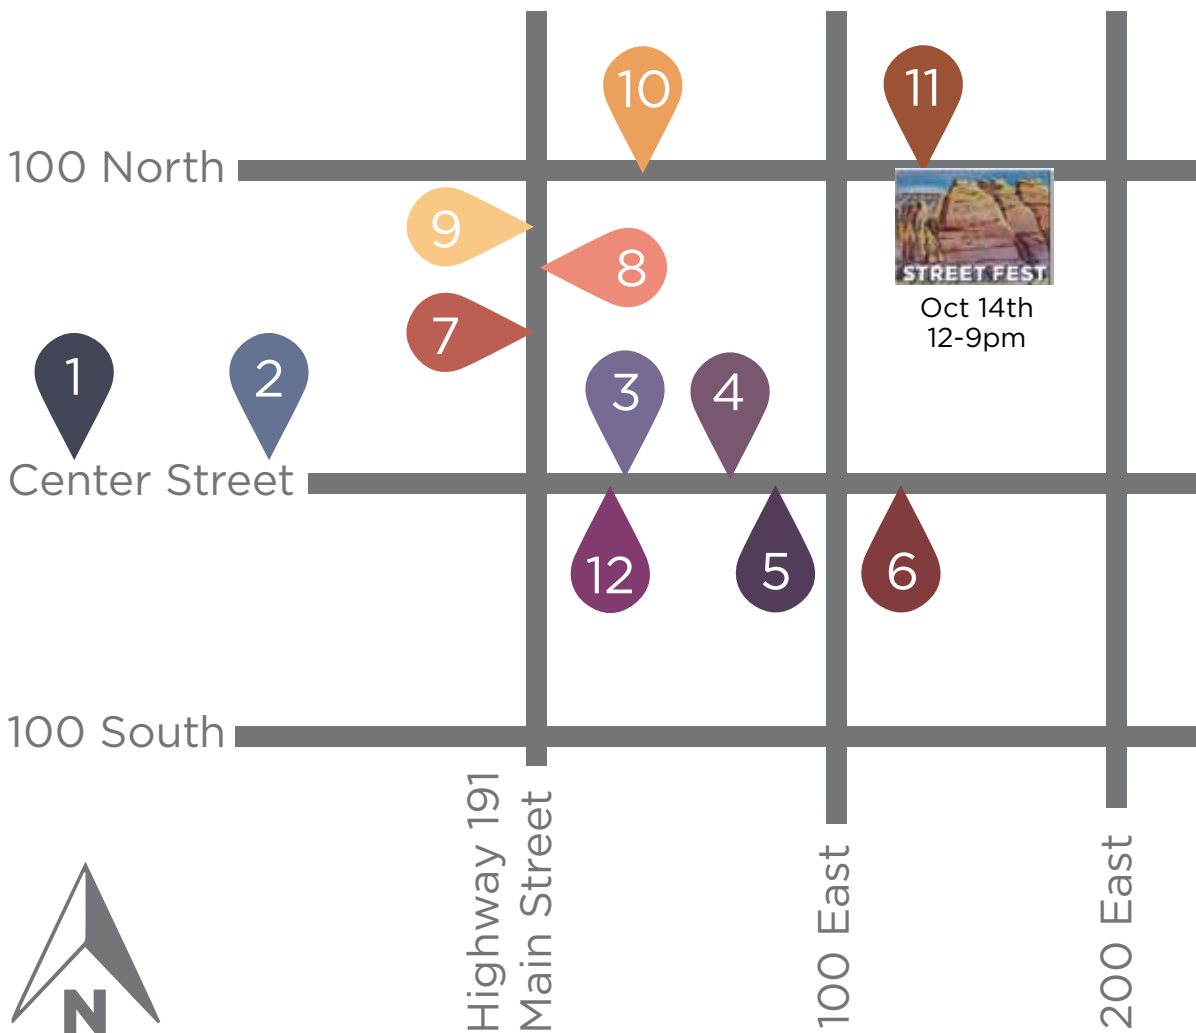 10
11
100 North
9
8
STREET FEST
Oct 14th
12-9pm
7
1
2
3
4
Center Street
12
5
6
100 South
Highway 191
Main Street
100 East
200 East
N